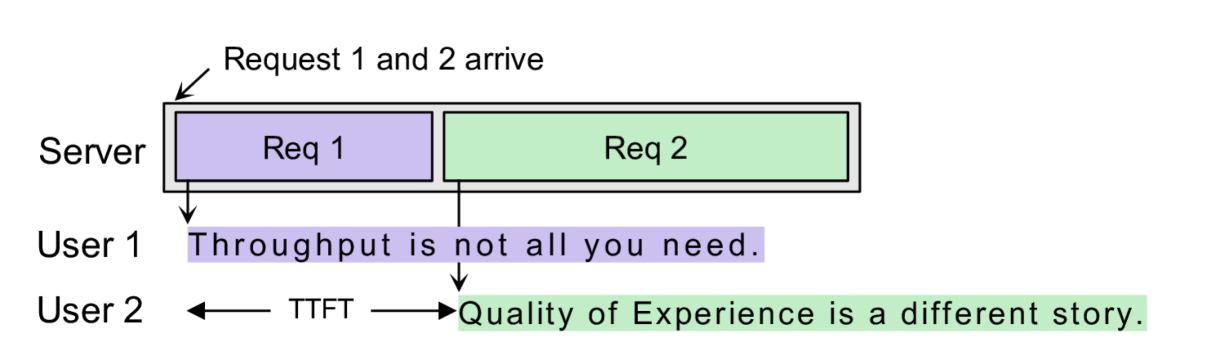 Request 1 and 2 arrive
Server
Req 1
Req 2
User 1
Throughput is not all you need.
User 2
TTFT
Quality of Experience is a different story.